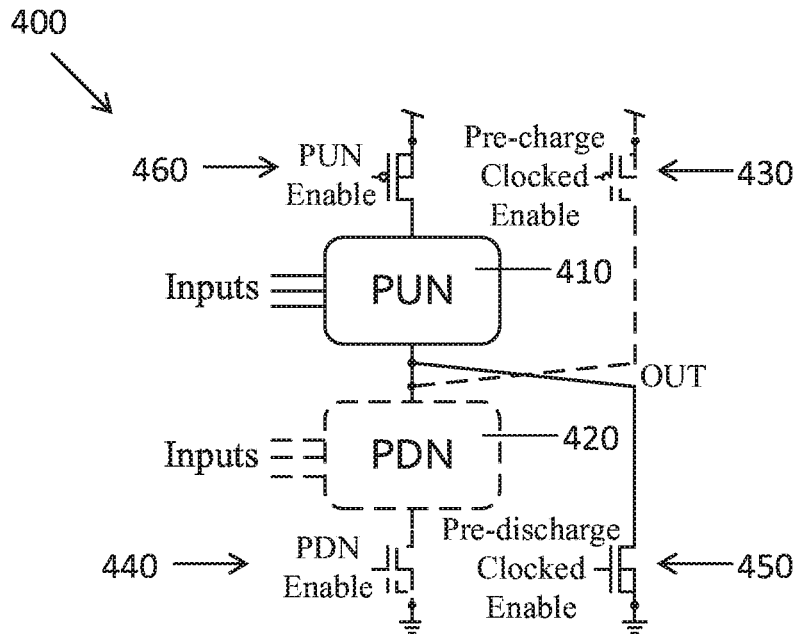 400
460
PUN
Enable
Pre-charge
Clocked
Enable
430
Inputs
PUN
410
OUT
Inputs
PDN
420
440
PDN
Enable
Pre-discharge
Clocked
Enable
450